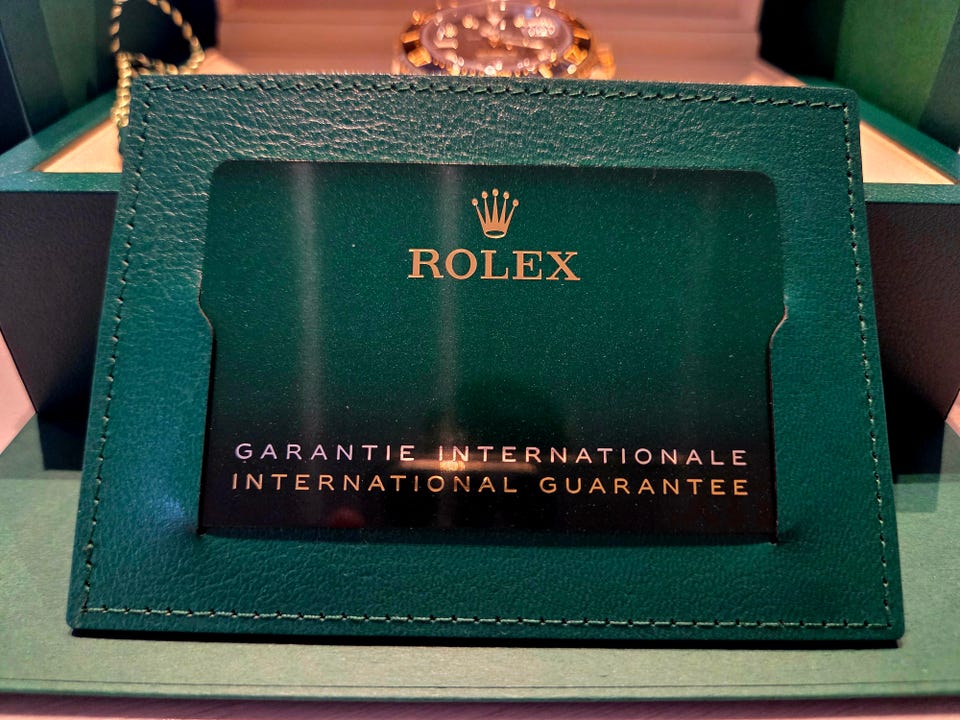 ROLEX
GARANTIE INTERNATIONALE
INTERNATIONAL GUARANTEE